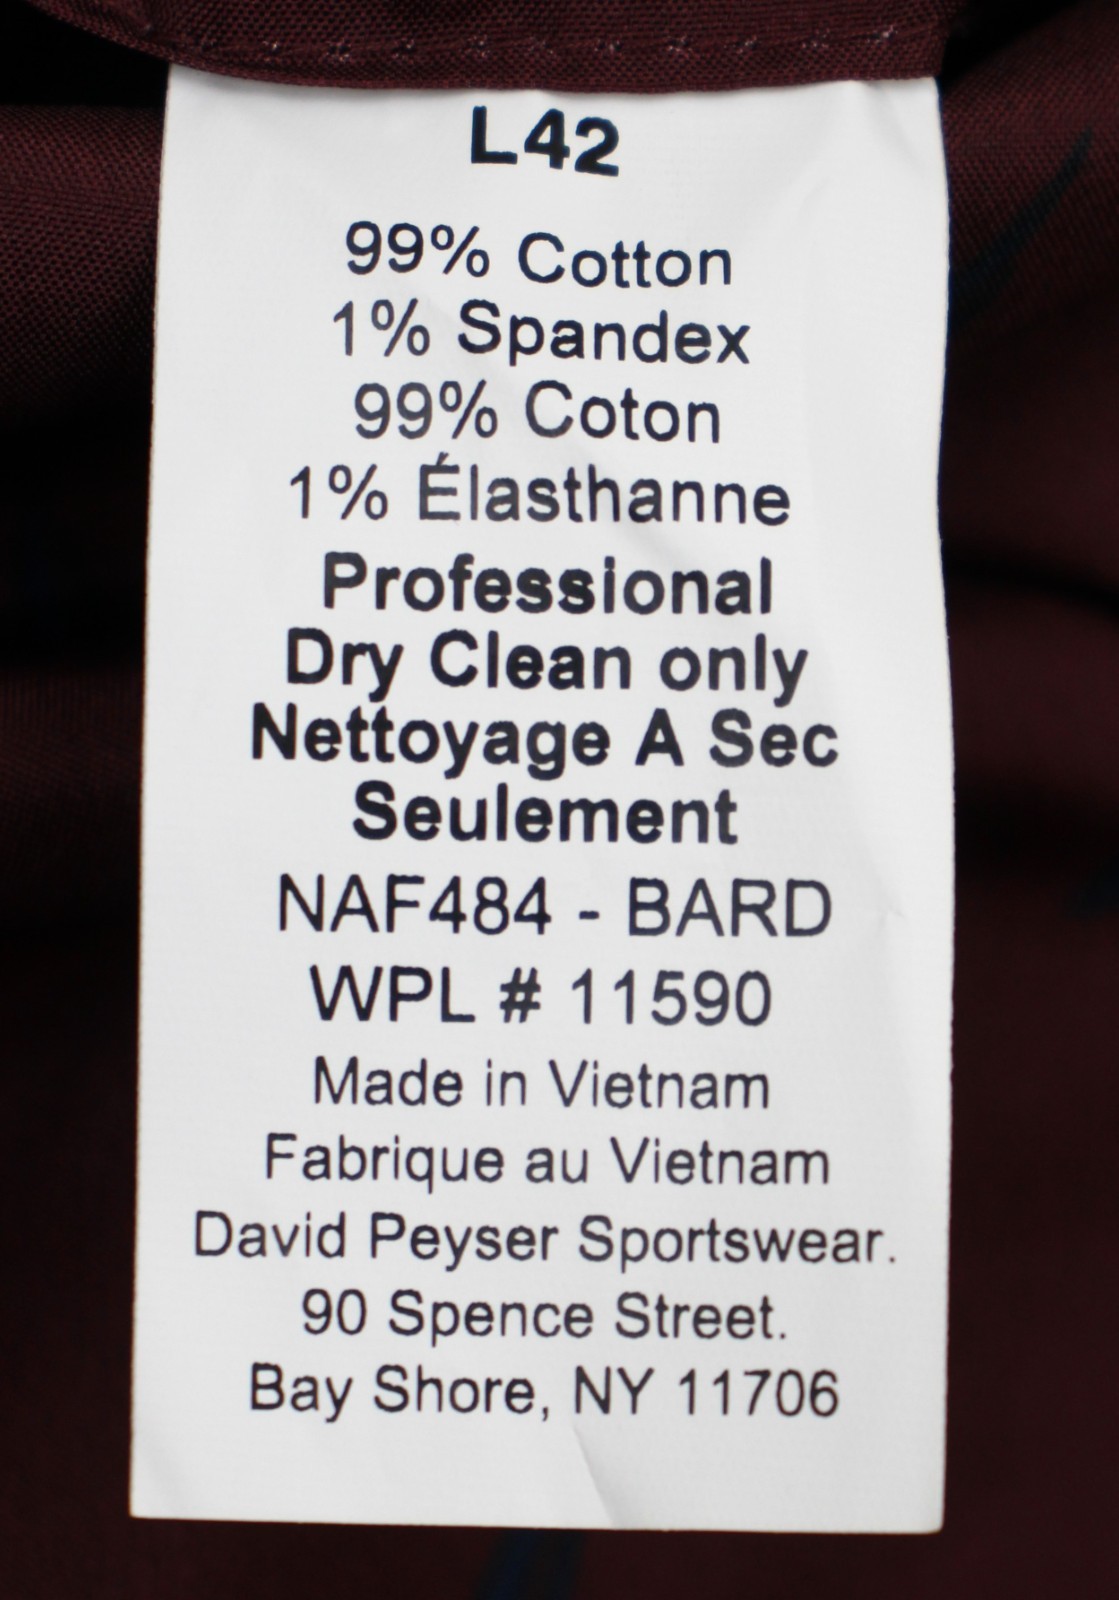 L42
99% Cotton
1% Spandex
99% Coton
1% Élasthanne
Professional
Dry Clean only
Nettoyage A Sec
Seulement
NAF484 - BARD
WPL # 11590
Made in Vietnam
Fabrique au Vietnam
David Peyser Sportswear.
90 Spence Street.
Bay Shore, NY 11706